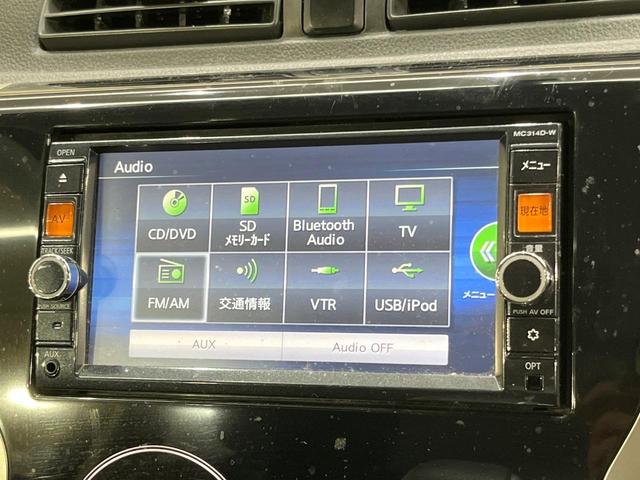 MC314D-W
OPEN
メニュー
Audio
AV
現在地
CD/DVD
SD
メモリーカード
Bluetooth
Audio
TV
TRACK/SEEK
音量
FM/AM
交通情報
VTR
USB/iPod
メニュー
PUSH SOURCE
PUSH AV OFF
AUX
Audio OFF
AUX
OPT